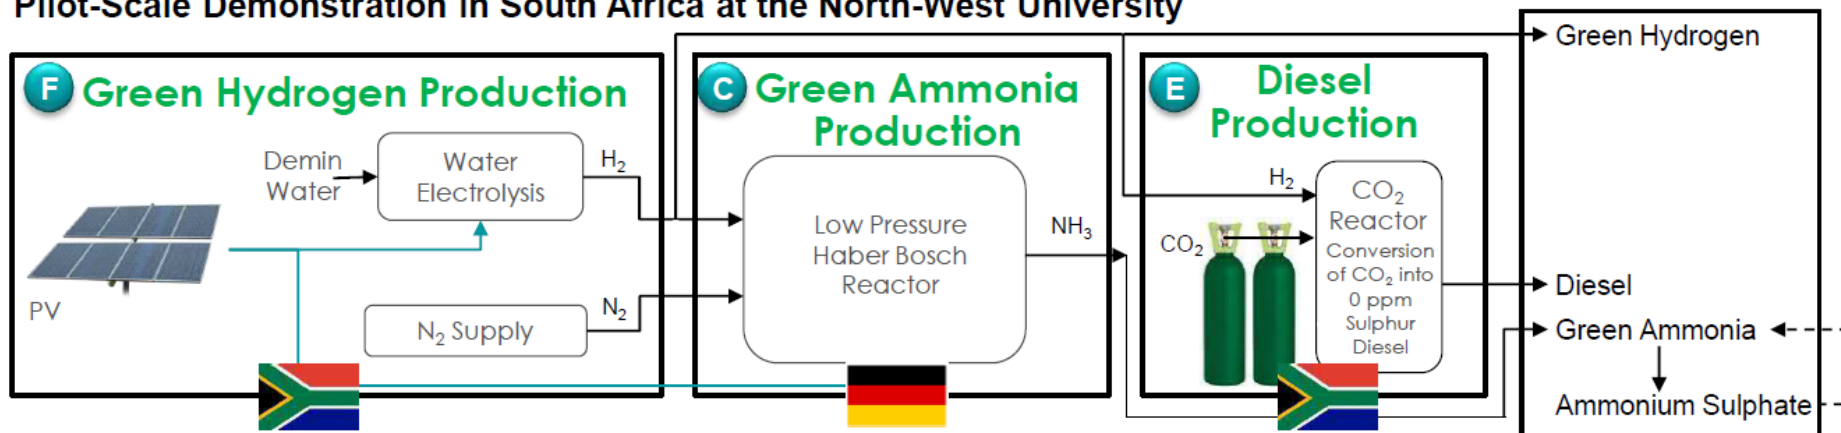 Pilot-Scale Demonstration in South Africa at the North-West University
F Green Hydrogen Production
Demin
Water
Water
Electrolysis
H₂
PV
N₂ Supply
N₂
C Green Ammonia
Production
Low Pressure
Haber Bosch
Reactor
NH₃
E Diesel
Production
H₂
CO₂
CO₂
Reactor
Conversion
of CO₂ into
0 ppm
Sulphur
Diesel
Green Hydrogen
Diesel
Green Ammonia
Ammonium Sulphate